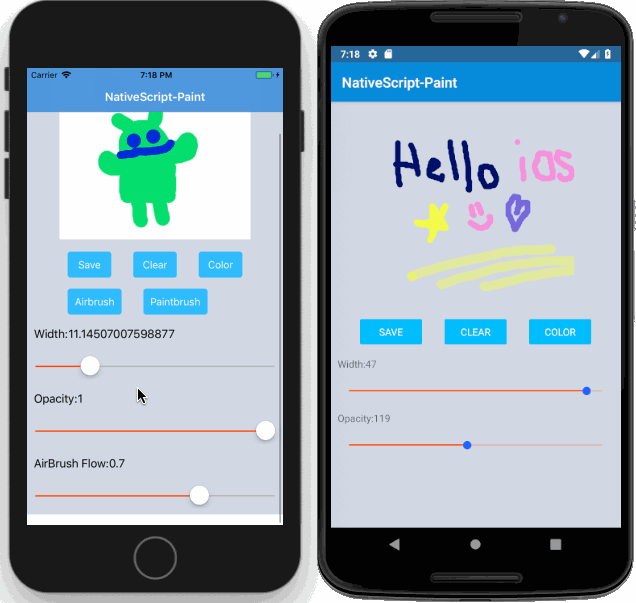 Carrier 7:18 PM
NativeScript-Paint
Save Clear Color
Airbrush Paintbrush
Width:11.14507007598877
Opacity:1
AirBrush Flow:0.7
7:18
NativeScript-Paint
Hello ios
SAVE CLEAR COLOR
Width:47
Opacity:119